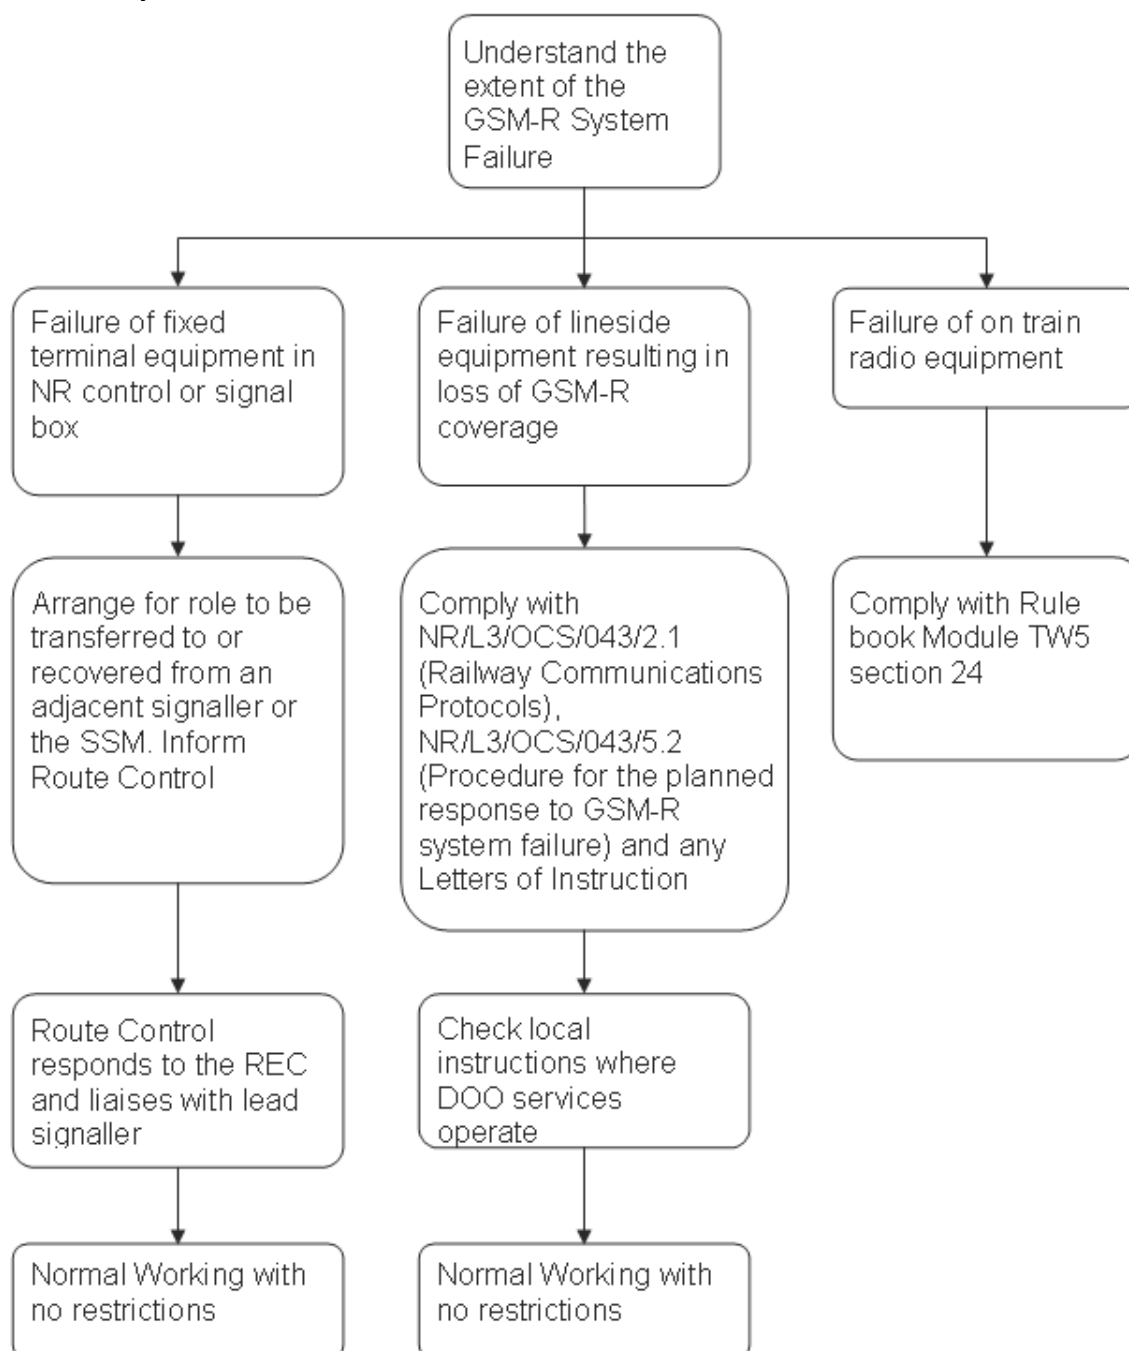 Understand the
extent of the
GSM-R System
Failure
Failure of fixed
terminal equipment in
NR control or signal
box
Failure of lineside
equipment resulting in
loss of GSM-R
coverage
Failure of on train
radio equipment
Arrange for role to be
transferred to or
recovered from an
adjacent signaller or
the SSM. Inform
Route Control
Comply with
NR/L3/OCS/043/2.1
(Railway Communications
Protocols),
NR/L3/OCS/043/5.2
(Procedure for the planned
response to GSM-R
system failure) and any
Letters of Instruction
Comply with Rule
book Module TW5
section 24
Route Control
responds to the REC
and liaises with lead
signaller
Check local
instructions where
DOO services
operate
Normal Working with
no restrictions
Normal Working with
no restrictions